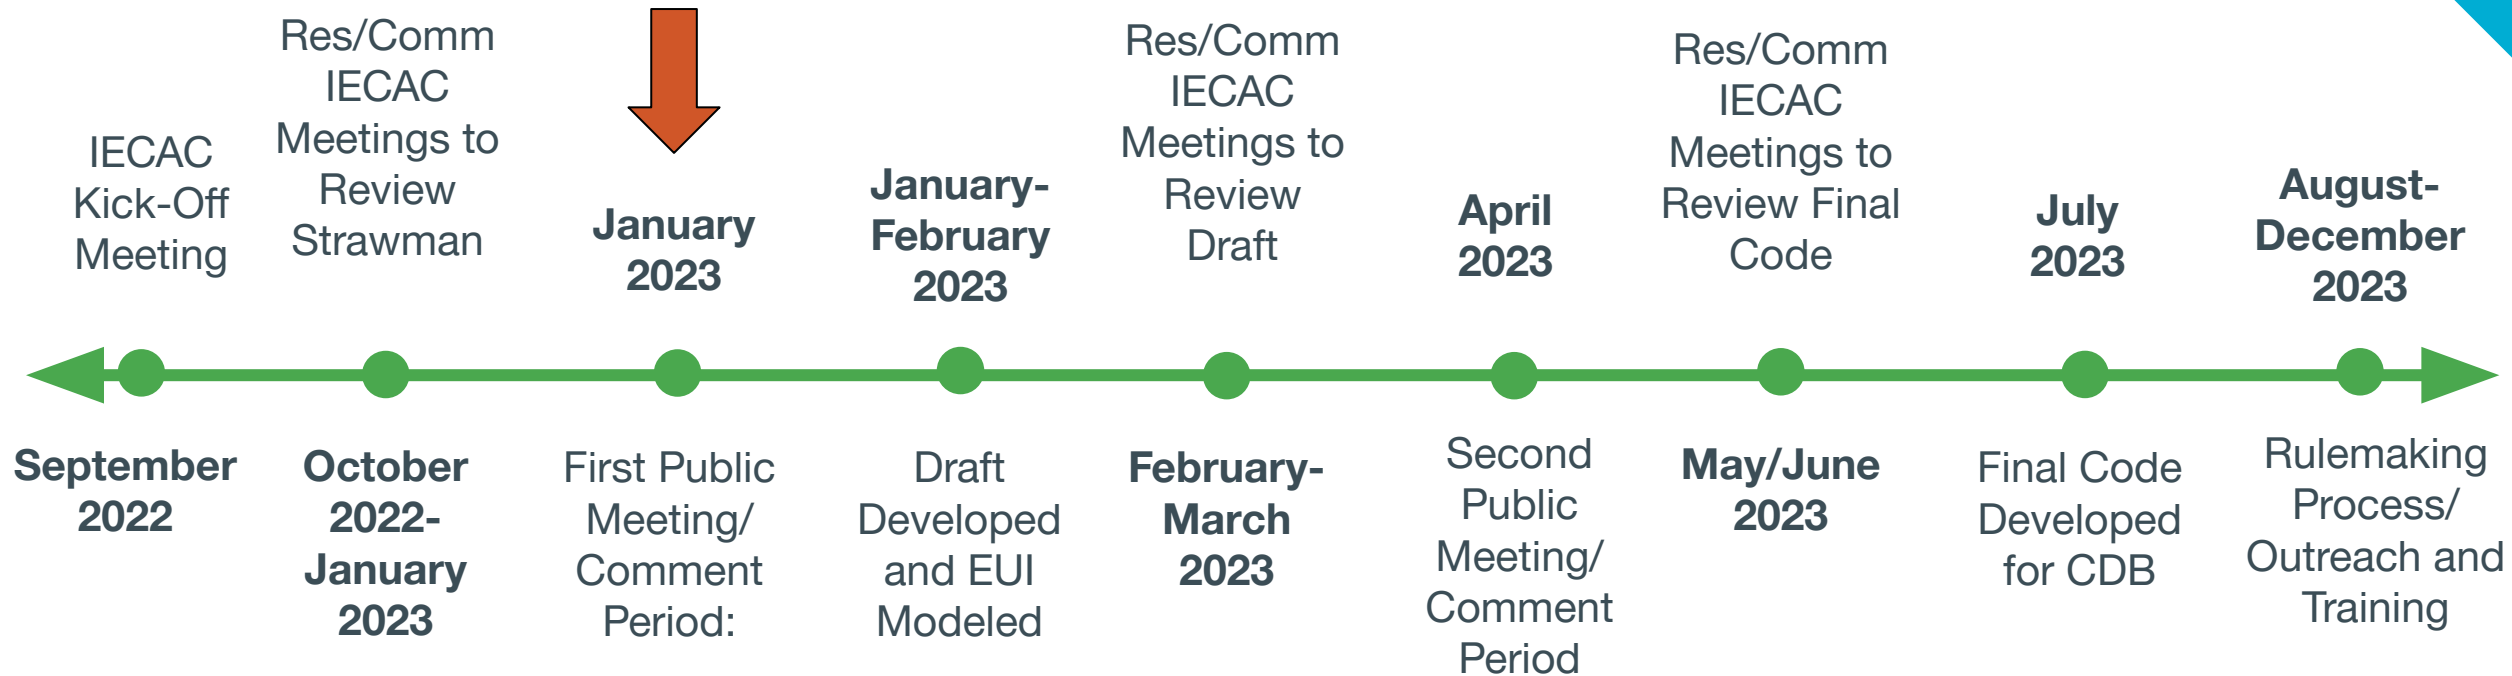 IECAC
Kick-Off
Meeting
September
2022
Res/Comm
IECAC
Meetings to
Review
Strawman
October
2022-
January
2023
January
2023
First Public
Meeting/
Comment
Period:
January-
February
2023
Draft
Developed
and EUI
Modeled
Res/Comm
IECAC
Meetings to
Review
Draft
February-
March
2023
April
2023
Second
Public
Meeting/
Comment
Period
Res/Comm
IECAC
Meetings to
Review Final
Code
May/June
2023
July
2023
Final Code
Developed
for CDB
August-
December
2023
Rulemaking
Process/
Outreach and
Training